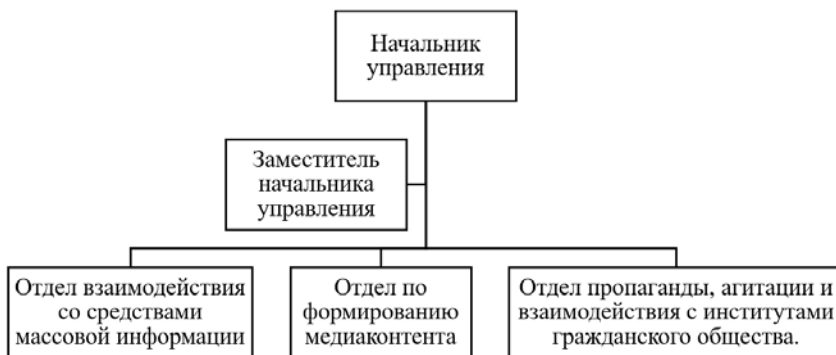 Начальник
управления
Заместитель
начальника
управления
Отдел взаимодействия
со средствами
массовой информации
Отдел по
формированию
медиаконтента
Отдел пропаганды, агитации и
взаимодействия с институтами
гражданского общества.